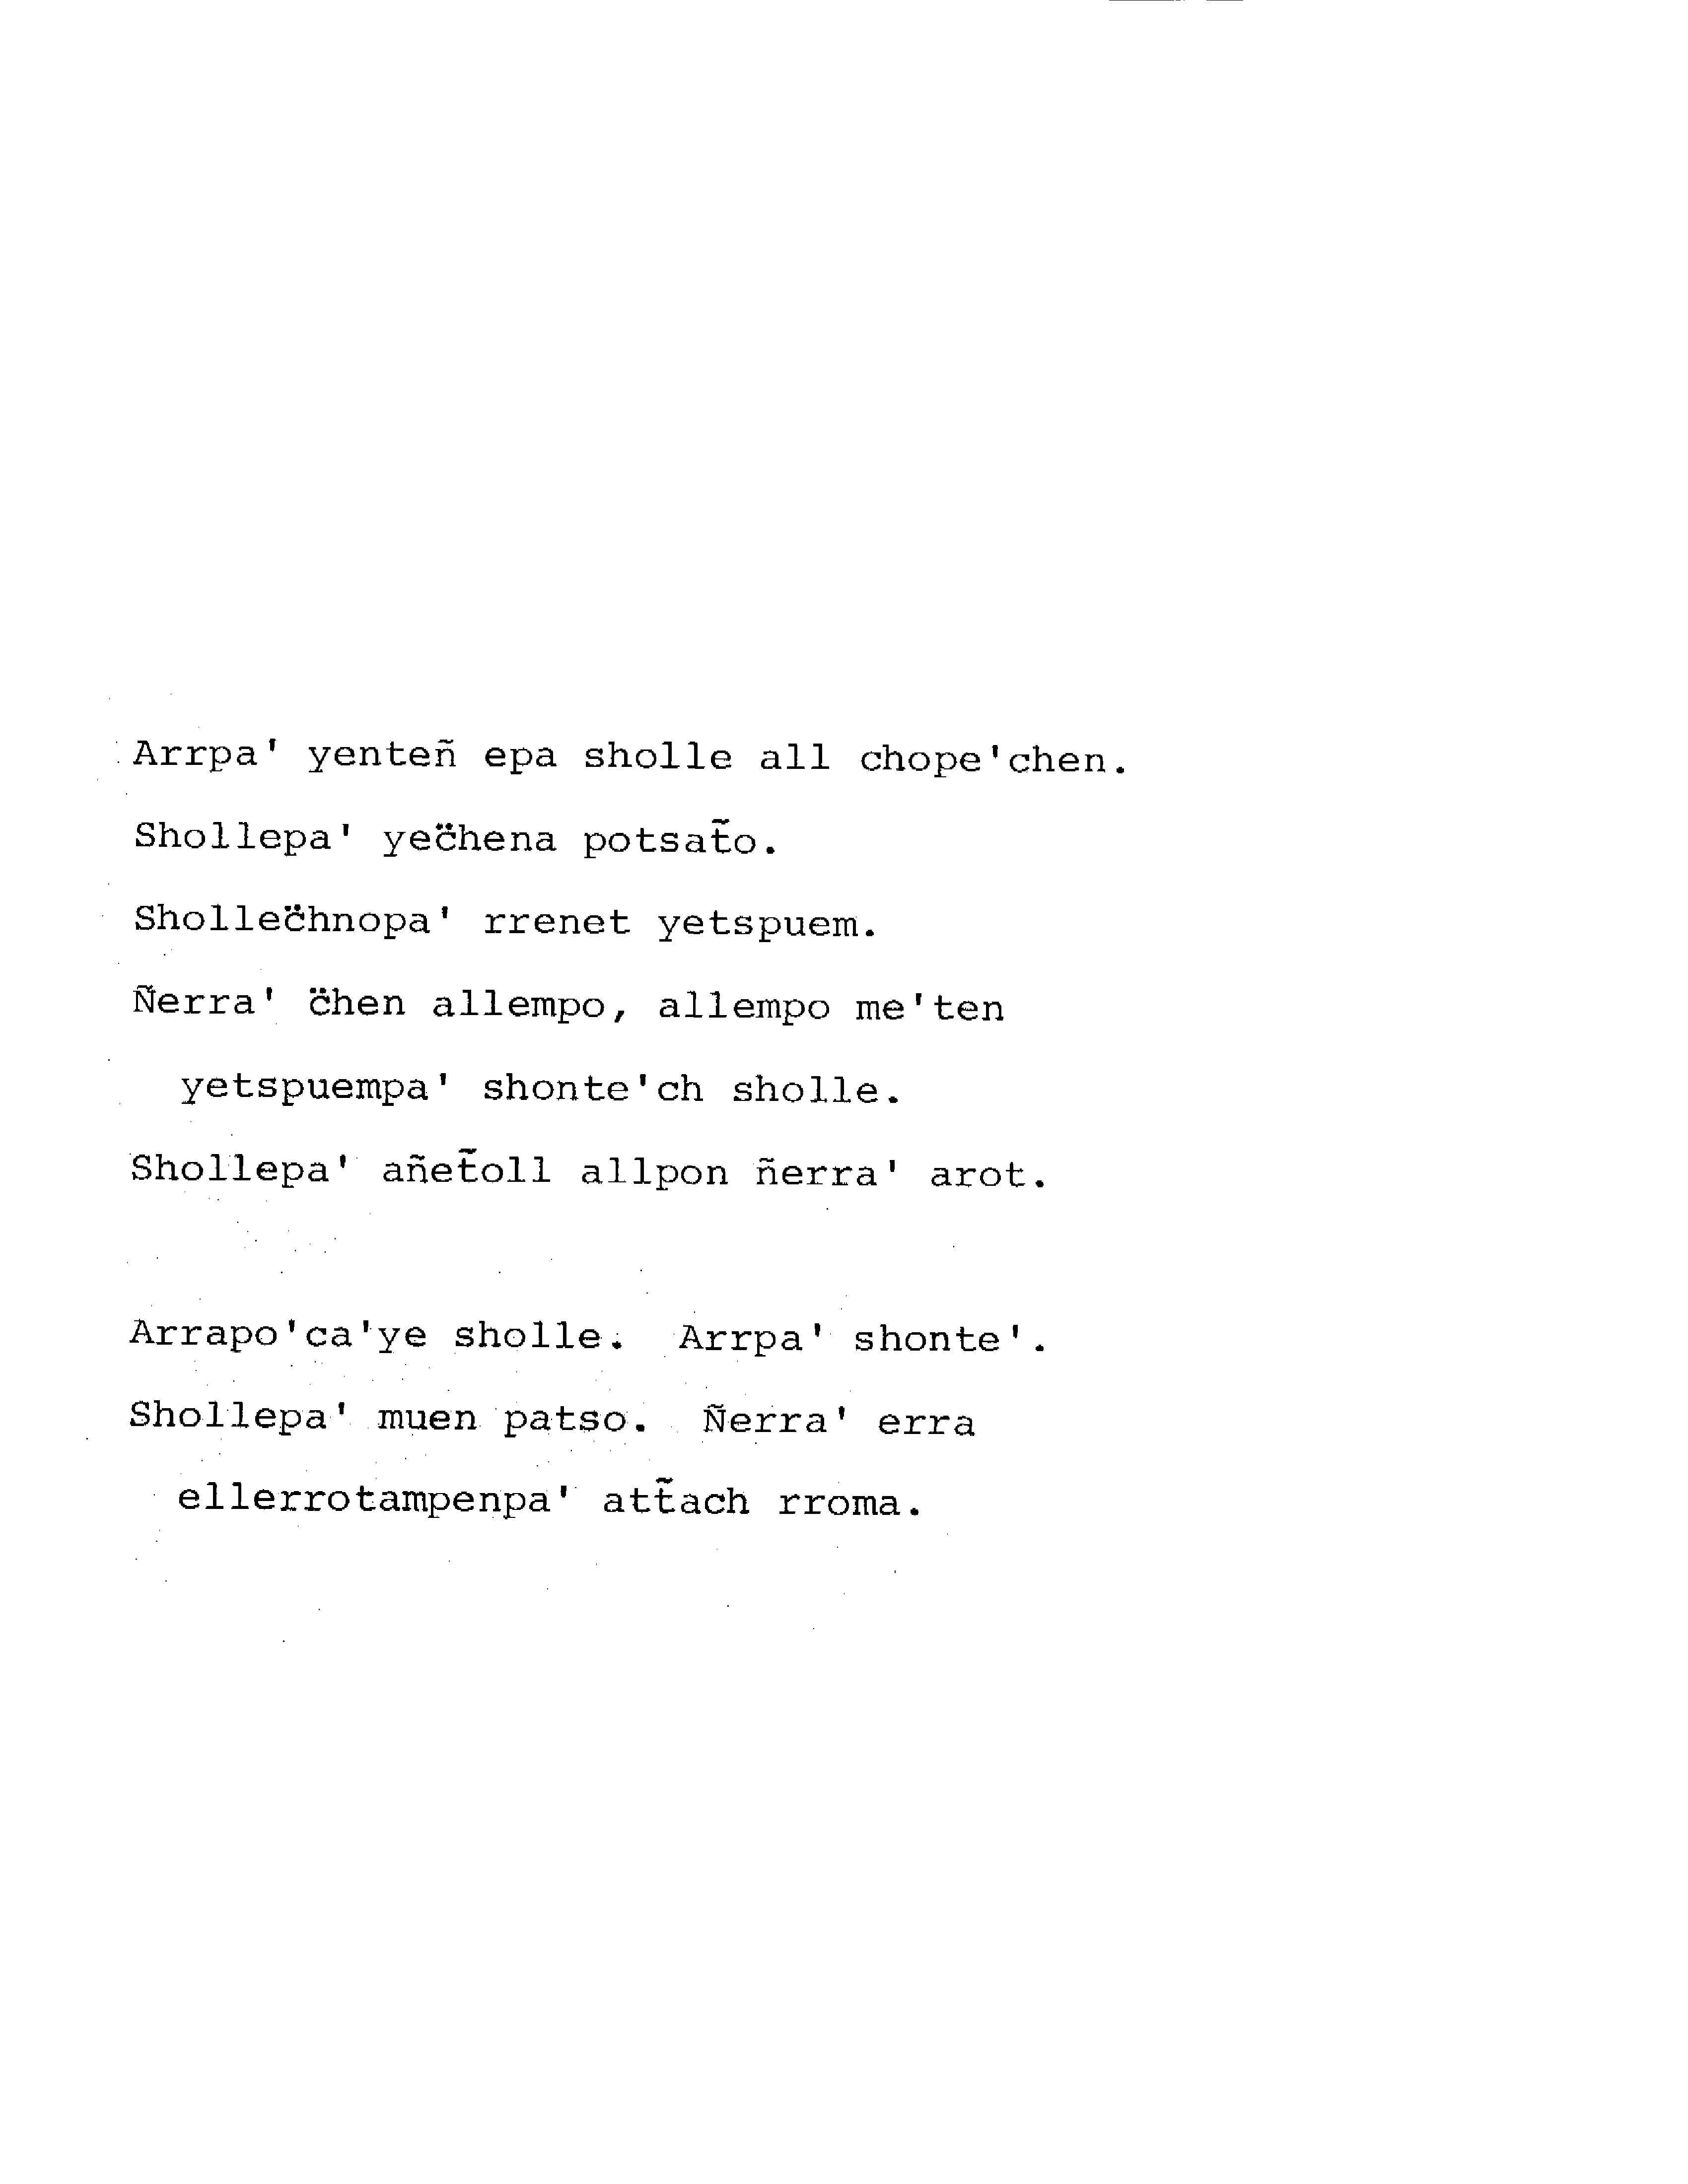 Arrpa' yenteñ epa sholle all chope'chen.
Shollepa' yec̈hena potsat̃o.
Shollec̈hnopa' rrenet yetspuem.
Ñerra' c̈hen allempo, allempo me'ten
yetspuempa' shonte'ch sholle.
Shollepa' añet̃oll allpon ñerra' arot.
Arrapo'ca'ye sholle. Arrpa' shonte'.
Shollepa' muen patso. Ñerra' erra
ellerrotampenpa' att̃ach rroma.